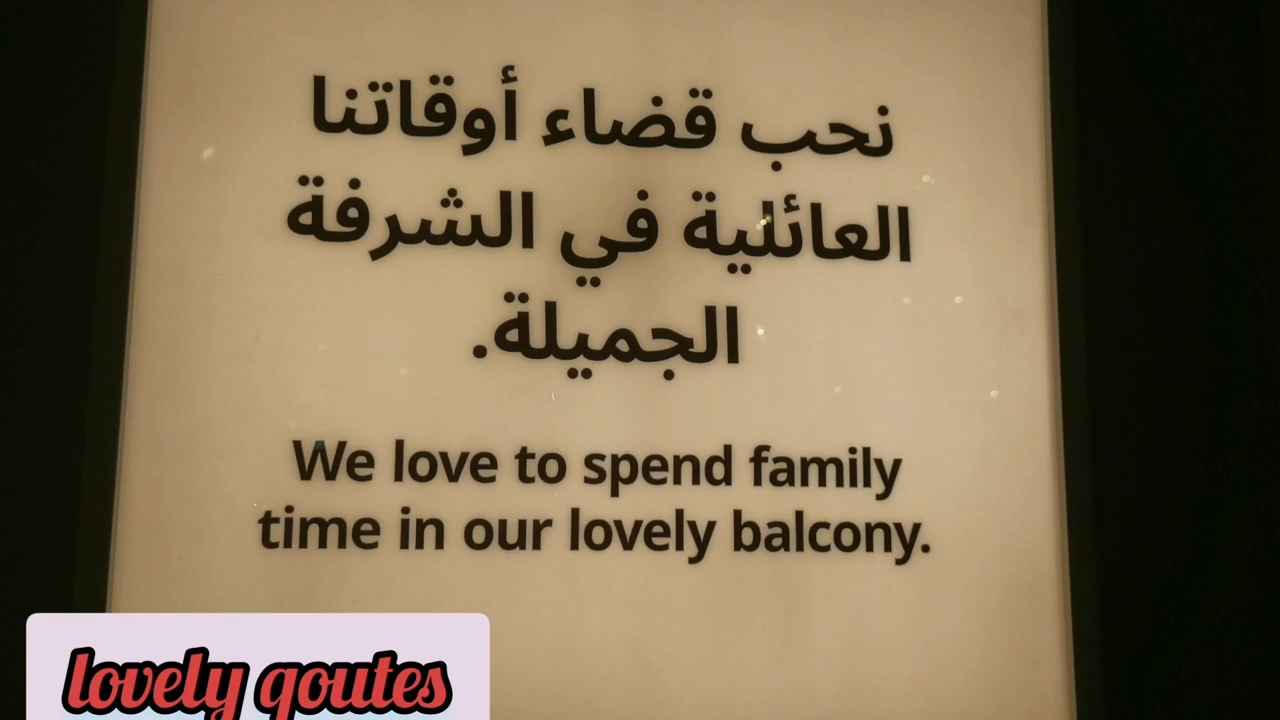 نحب قضاء أوقاتنا
العائلية في الشرفة
الجميلة.
We love to spend family
time in our lovely balcony.
lovely qoutes